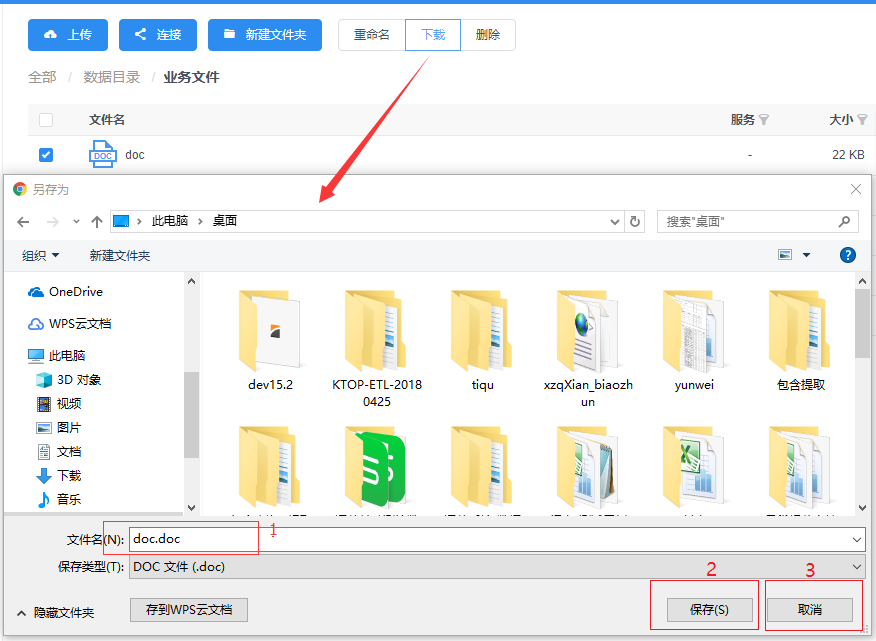 上传 连接 新建文件夹 重命名 下载 删除
全部 / 数据目录 / 业务文件
文件名 服务 大小
DOC doc - 22 KB
另存为
此电脑 › 桌面 搜索"桌面"
组织 新建文件夹
OneDrive
WPS云文档
此电脑
3D 对象
视频
图片
文档
下载
音乐
dev15.2 KTOP-ETL-20180425 tiqu xzqXian_biaozhun yunwei 包含提取
文件名(N): doc.doc 1
保存类型(T): DOC 文件 (.doc)
2 3
隐藏文件夹 存到WPS云文档 保存(S) 取消